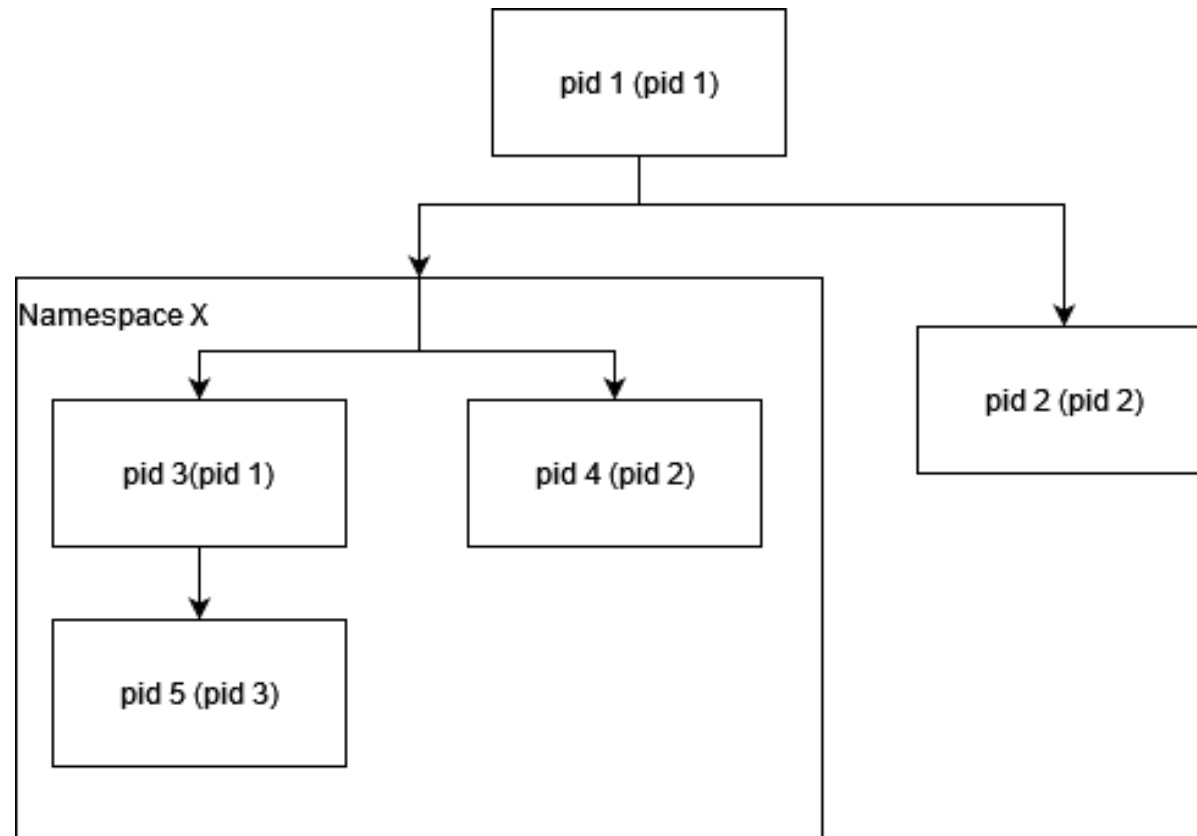 pid 1 (pid 1)
Namespace X
pid 2 (pid 2)
pid 3(pid 1)
pid 4 (pid 2)
pid 5 (pid 3)